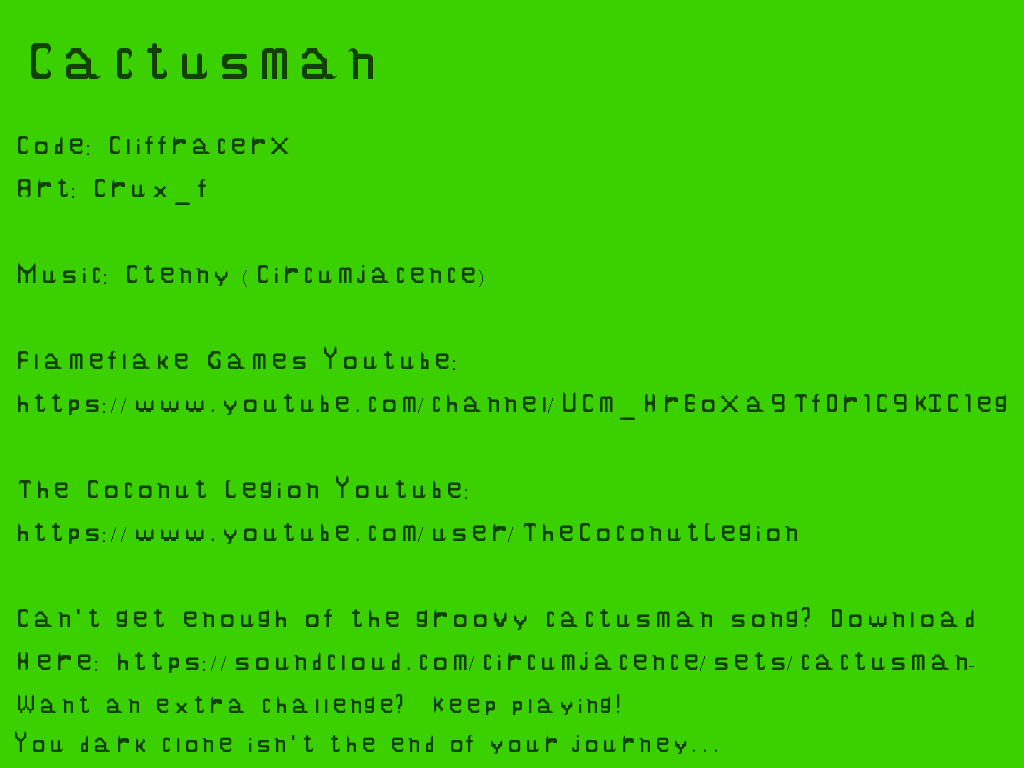 Cactusman
Code: CliffracerX
Art: Crux_f
Music: Ctenny (Circumjacence)
Flameflake Games Youtube:
https://www.youtube.com/channel/UCm_HrEoXa9TfOr1C9KICleg
The Coconut Legion Youtube:
https://www.youtube.com/user/TheCoconutLegion
Can't get enough of the groovy cactusman song? Download
Here: https://soundcloud.com/circumjacence/sets/cactusman-
Want an extra challenge? Keep playing!
You dark clone isn't the end of your journey...